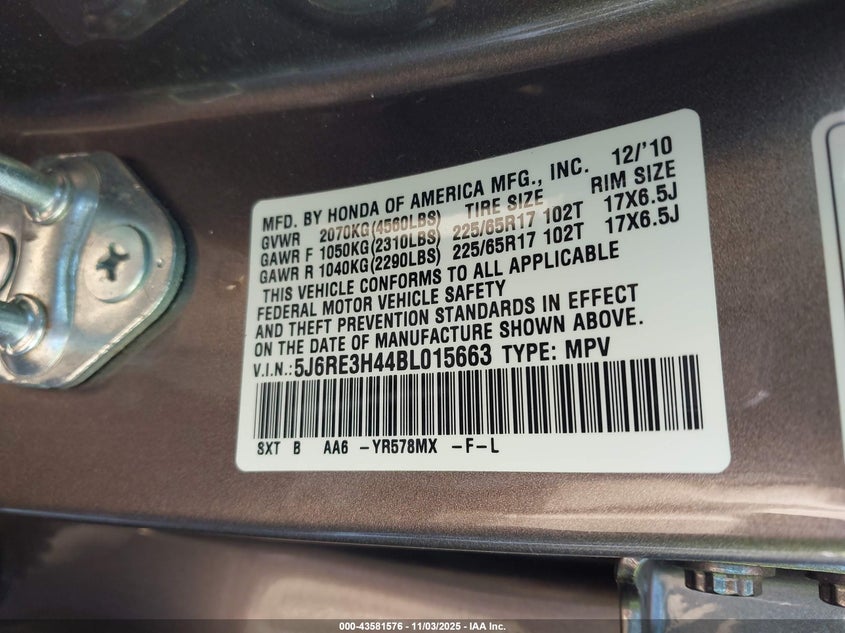 MFD. BY HONDA OF AMERICA MFG., INC. 12/'10
GVWR 2070KG(4560LBS) TIRE SIZE RIM SIZE
GAWR F 1050KG(2310LBS) 225/65R17 102T 17X6.5J
GAWR R 1040KG(2290LBS) 225/65R17 102T 17X6.5J
THIS VEHICLE CONFORMS TO ALL APPLICABLE
FEDERAL MOTOR VEHICLE SAFETY
AND THEFT PREVENTION STANDARDS IN EFFECT
ON THE DATE OF MANUFACTURE SHOWN ABOVE.
V.I.N.:5J6RE3H44BL015663 TYPE: MPV
SXT B AA6 -YR578MX -F-L
000-43581576 | 11/03/2025 | IAA Inc.